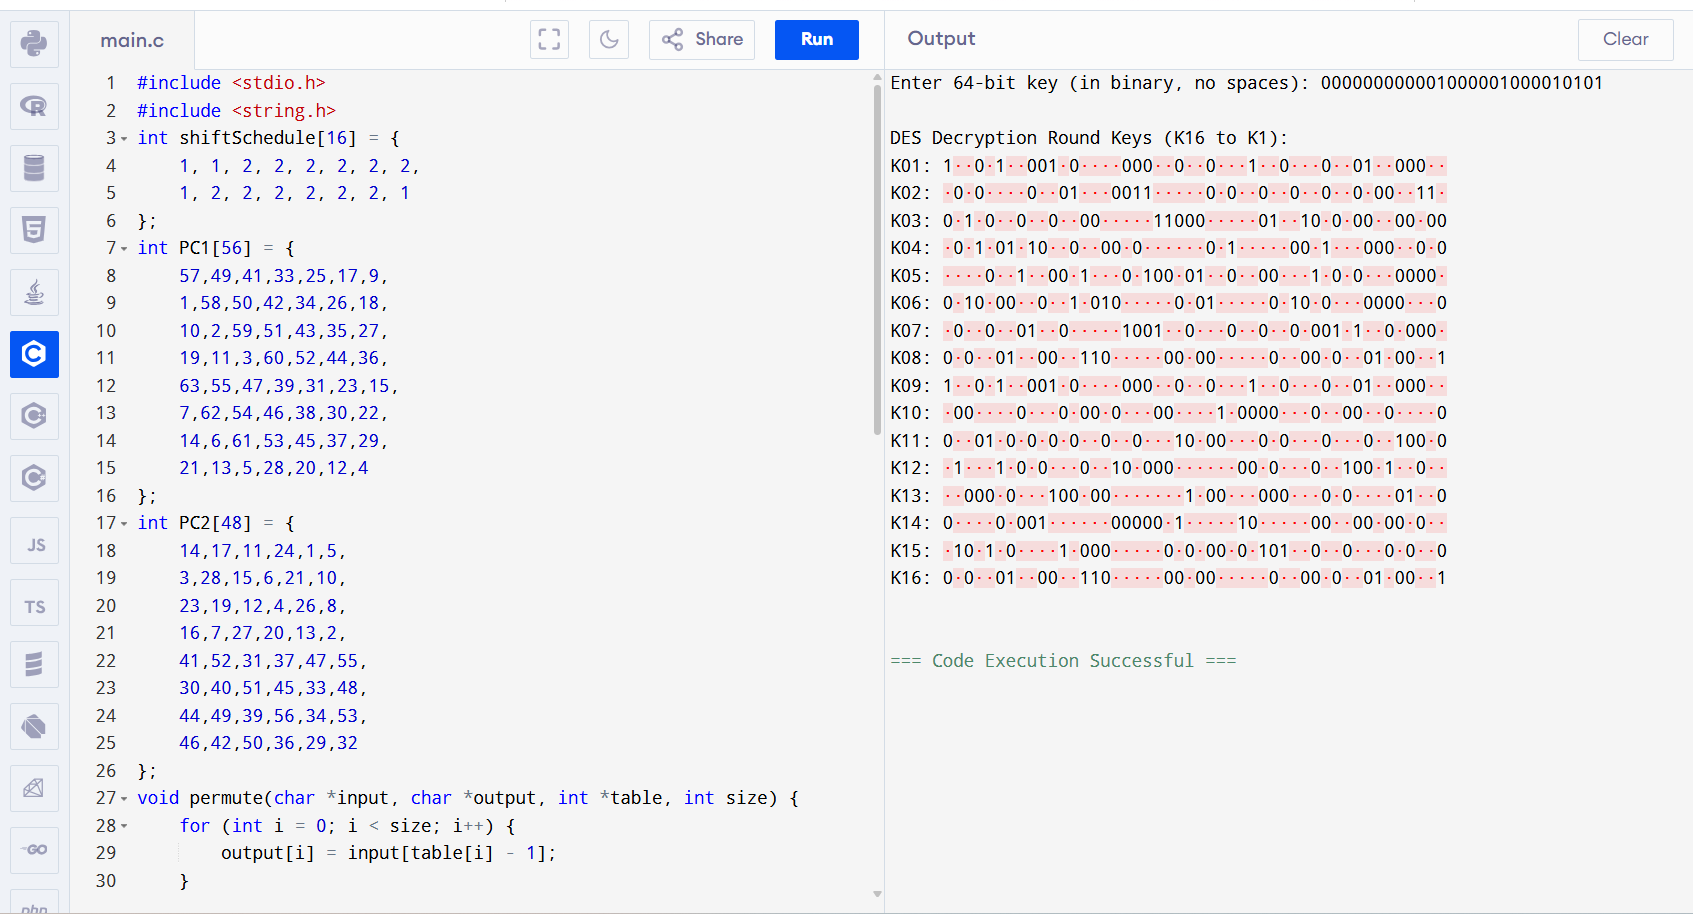 main.c
Share
Run
Output
Clear
1 #include <stdio.h>
2 #include <string.h>
3 int shiftSchedule[16] = {
4 1, 1, 2, 2, 2, 2, 2, 2,
5 1, 2, 2, 2, 2, 2, 2, 1
6 };
7 int PC1[56] = {
8 57,49,41,33,25,17,9,
9 1,58,50,42,34,26,18,
10 10,2,59,51,43,35,27,
11 19,11,3,60,52,44,36,
12 63,55,47,39,31,23,15,
13 7,62,54,46,38,30,22,
14 14,6,61,53,45,37,29,
15 21,13,5,28,20,12,4
16 };
17 int PC2[48] = {
18 14,17,11,24,1,5,
19 3,28,15,6,21,10,
20 23,19,12,4,26,8,
21 16,7,27,20,13,2,
22 41,52,31,37,47,55,
23 30,40,51,45,33,48,
24 44,49,39,56,34,53,
25 46,42,50,36,29,32
26 };
27 void permute(char *input, char *output, int *table, int size) {
28 for (int i = 0; i < size; i++) {
29 output[i] = input[table[i] - 1];
30 }
JS
TS
GO
php
Enter 64-bit key (in binary, no spaces): 000000000001000001000010101
DES Decryption Round Keys (K16 to K1):
K01: 1··0·1··001·0····000··0··0···1··0···0··01··000··
K02: ·0·0····0··01···0011·····0·0··0··0··0··0·00··11·
K03: 0·1·0··0··0··00·····11000·····01··10·0·00··00·00
K04: ·0·1·01·10··0··00·0······0·1·····00·1···000··0·0
K05: ····0··1··00·1···0·100·01··0··00···1·0·0···0000·
K06: 0·10·00··0··1·010·····0·01·····0·10·0···0000···0
K07: ·0··0··01··0·····1001··0···0··0··0·001·1··0·000·
K08: 0·0··01··00··110·····00·00·····0··00·0··01·00··1
K09: 1··0·1··001·0····000··0··0···1··0···0··01··000··
K10: ·00····0···0·00·0···00····1·0000···0··00··0····0
K11: 0··01·0·0·0·0··0··0···10·00···0·0···0···0··100·0
K12: ·1···1·0·0···0··10·000······00·0···0··100·1··0··
K13: ··000·0···100·00·······1·00···000···0·0····01··0
K14: 0····0·001······00000·1·····10·····00··00·00·0··
K15: ·10·1·0····1·000·····0·0·00·0·101··0··0···0·0··0
K16: 0·0··01··00··110·····00·00·····0··00·0··01·00··1
=== Code Execution Successful ===